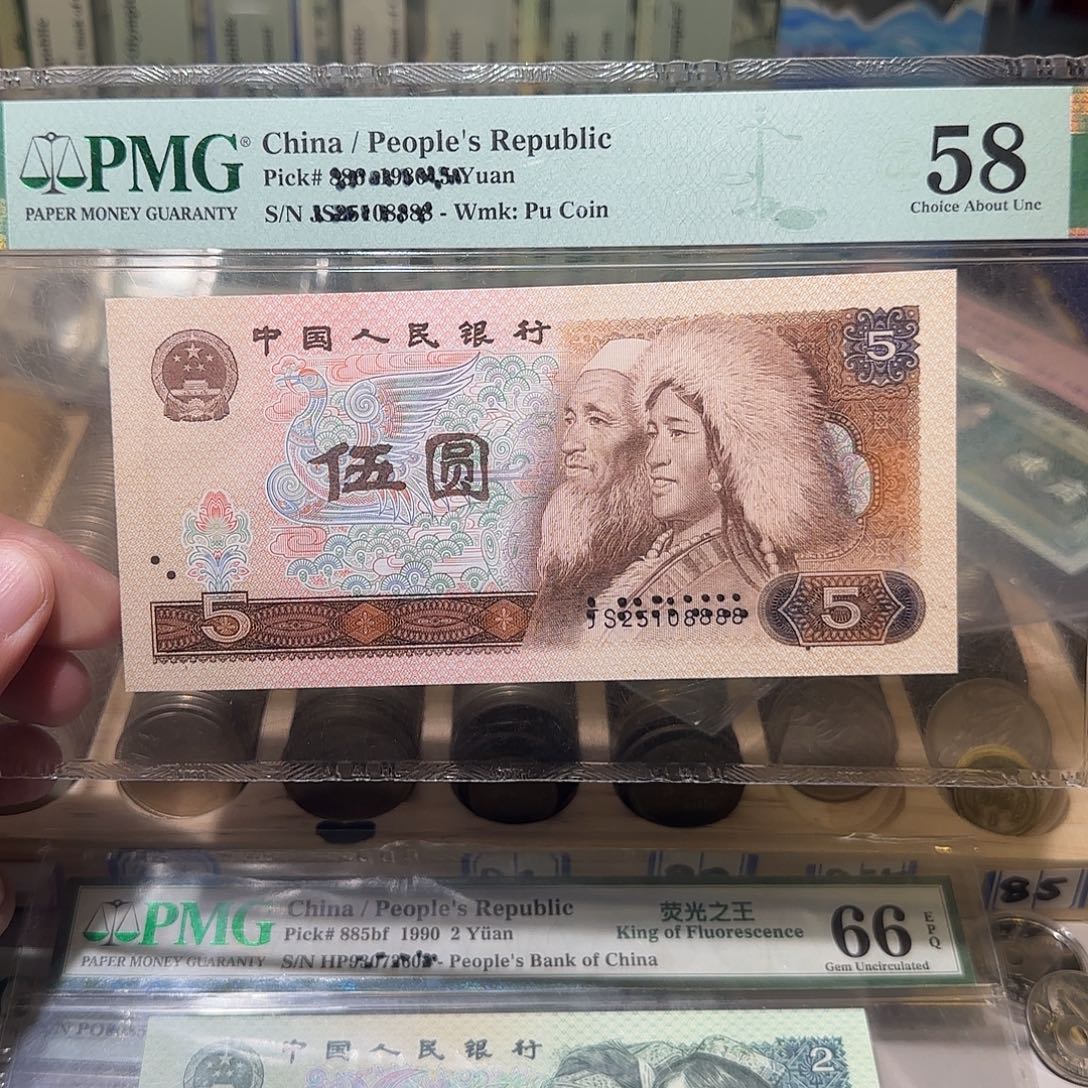 PMG®
PAPER MONEY GUARANTY
China / People's Republic
Pick# Yuan
S/N - Wmk: Pu Coin
58
Choice About Unc
中国人民银行
5
伍圆
5
JS25108888
5
85
PMG
PAPER MONEY GUARANTY
China / People's Republic
Pick# 885bf 1990 2 Yüan
S/N - People's Bank of China
荧光之王
King of Fluorescence
66
EPQ
Gem Uncirculated
中国人民银行
2